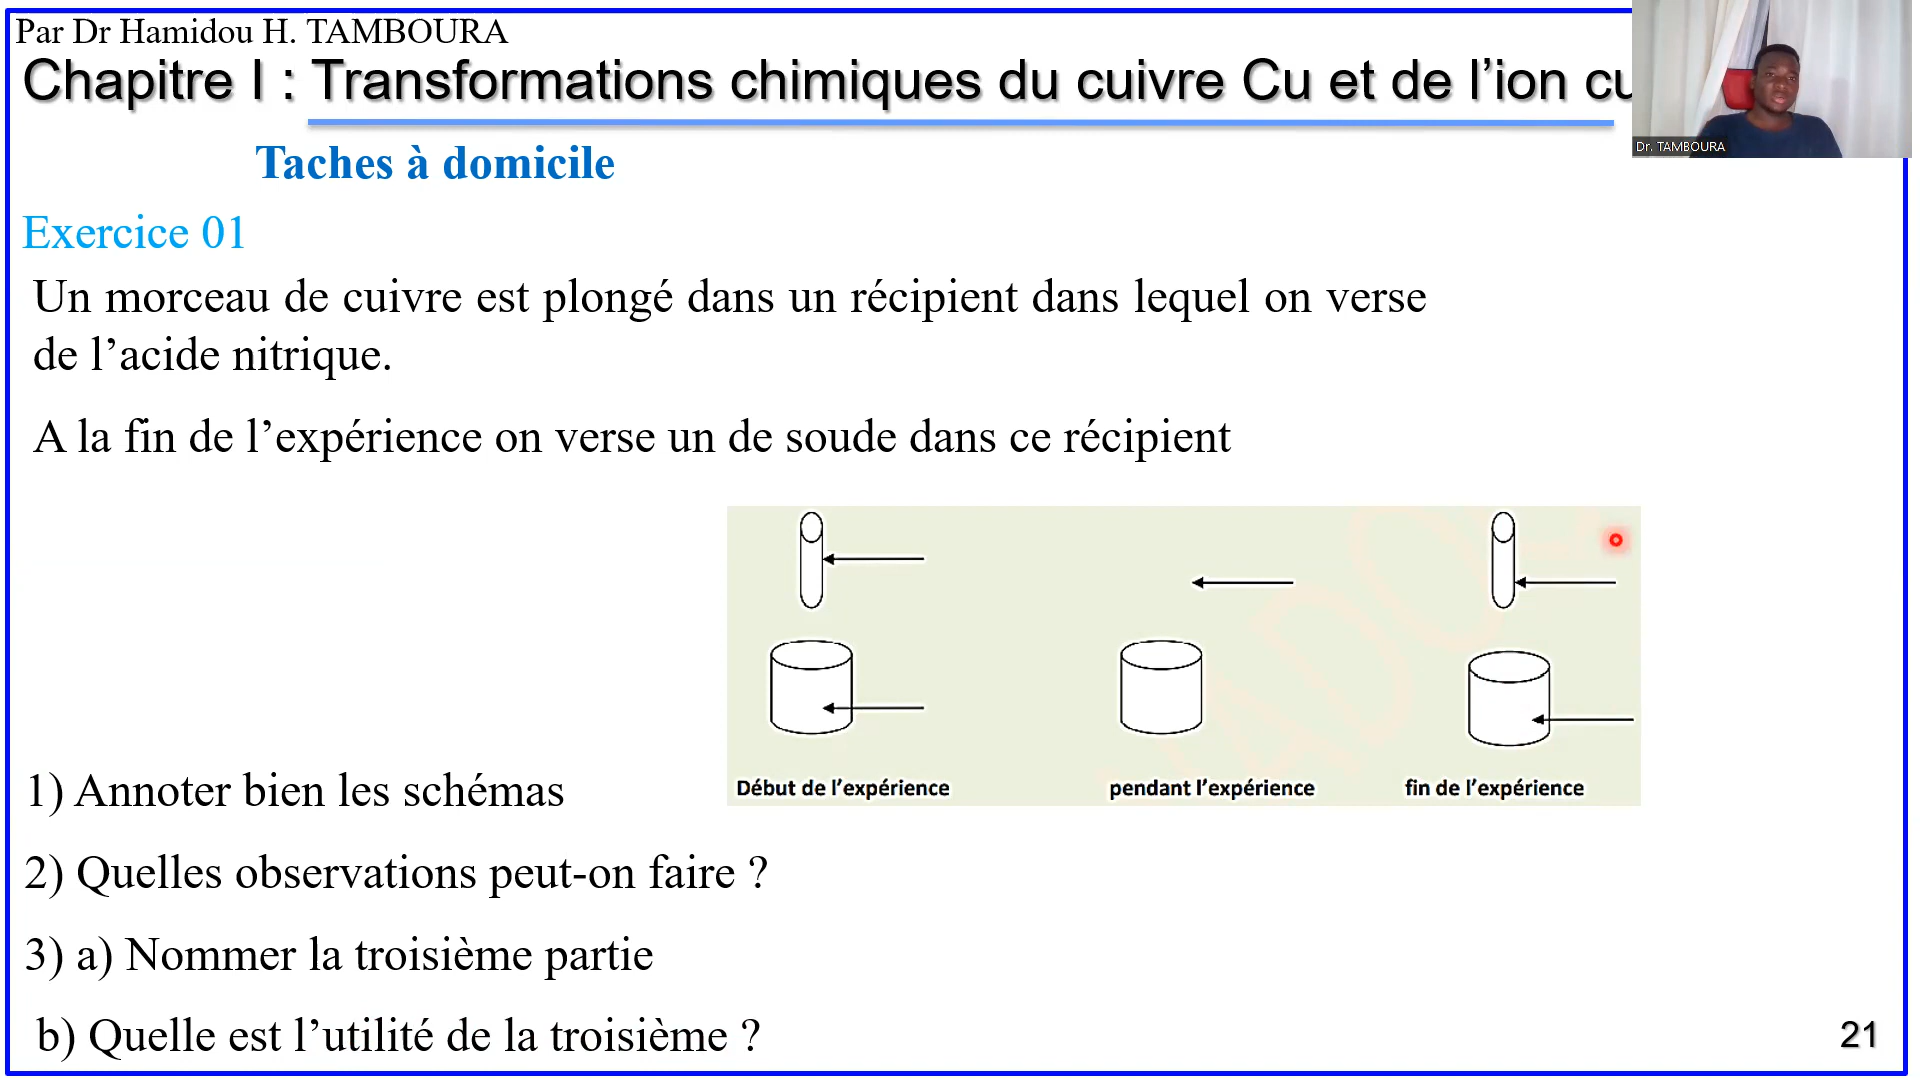 Par Dr Hamidou H. TAMBOURA
Chapitre I : Transformations chimiques du cuivre Cu et de l’ion cu
Dr. TAMBOURA
Taches à domicile
Exercice 01
Un morceau de cuivre est plongé dans un récipient dans lequel on verse
de l’acide nitrique.
A la fin de l’expérience on verse un de soude dans ce récipient
Début de l’expérience
pendant l’expérience
fin de l’expérience
1) Annoter bien les schémas
2) Quelles observations peut-on faire ?
3) a) Nommer la troisième partie
b) Quelle est l’utilité de la troisième ?
21